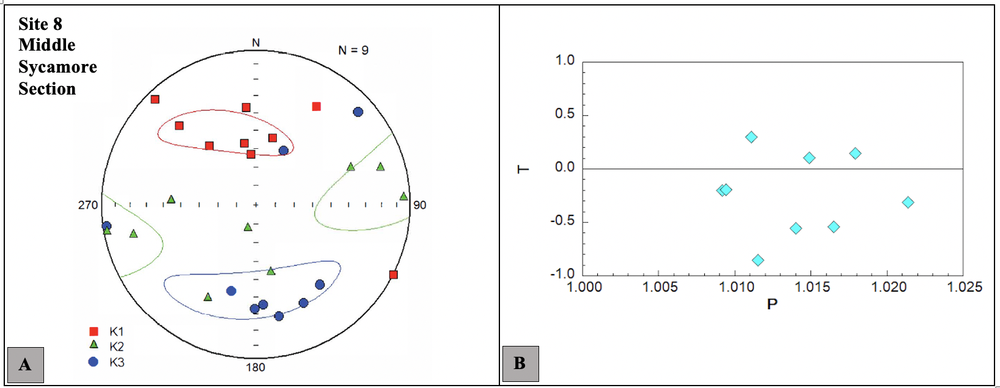 Site 8
Middle
Sycamore
Section
N
N = 9
270
90
180
K1
K2
K3
A
1.0
0.5
0.0
-0.5
-1.0
T
1.000
1.005
1.010
1.015
1.020
1.025
P
B